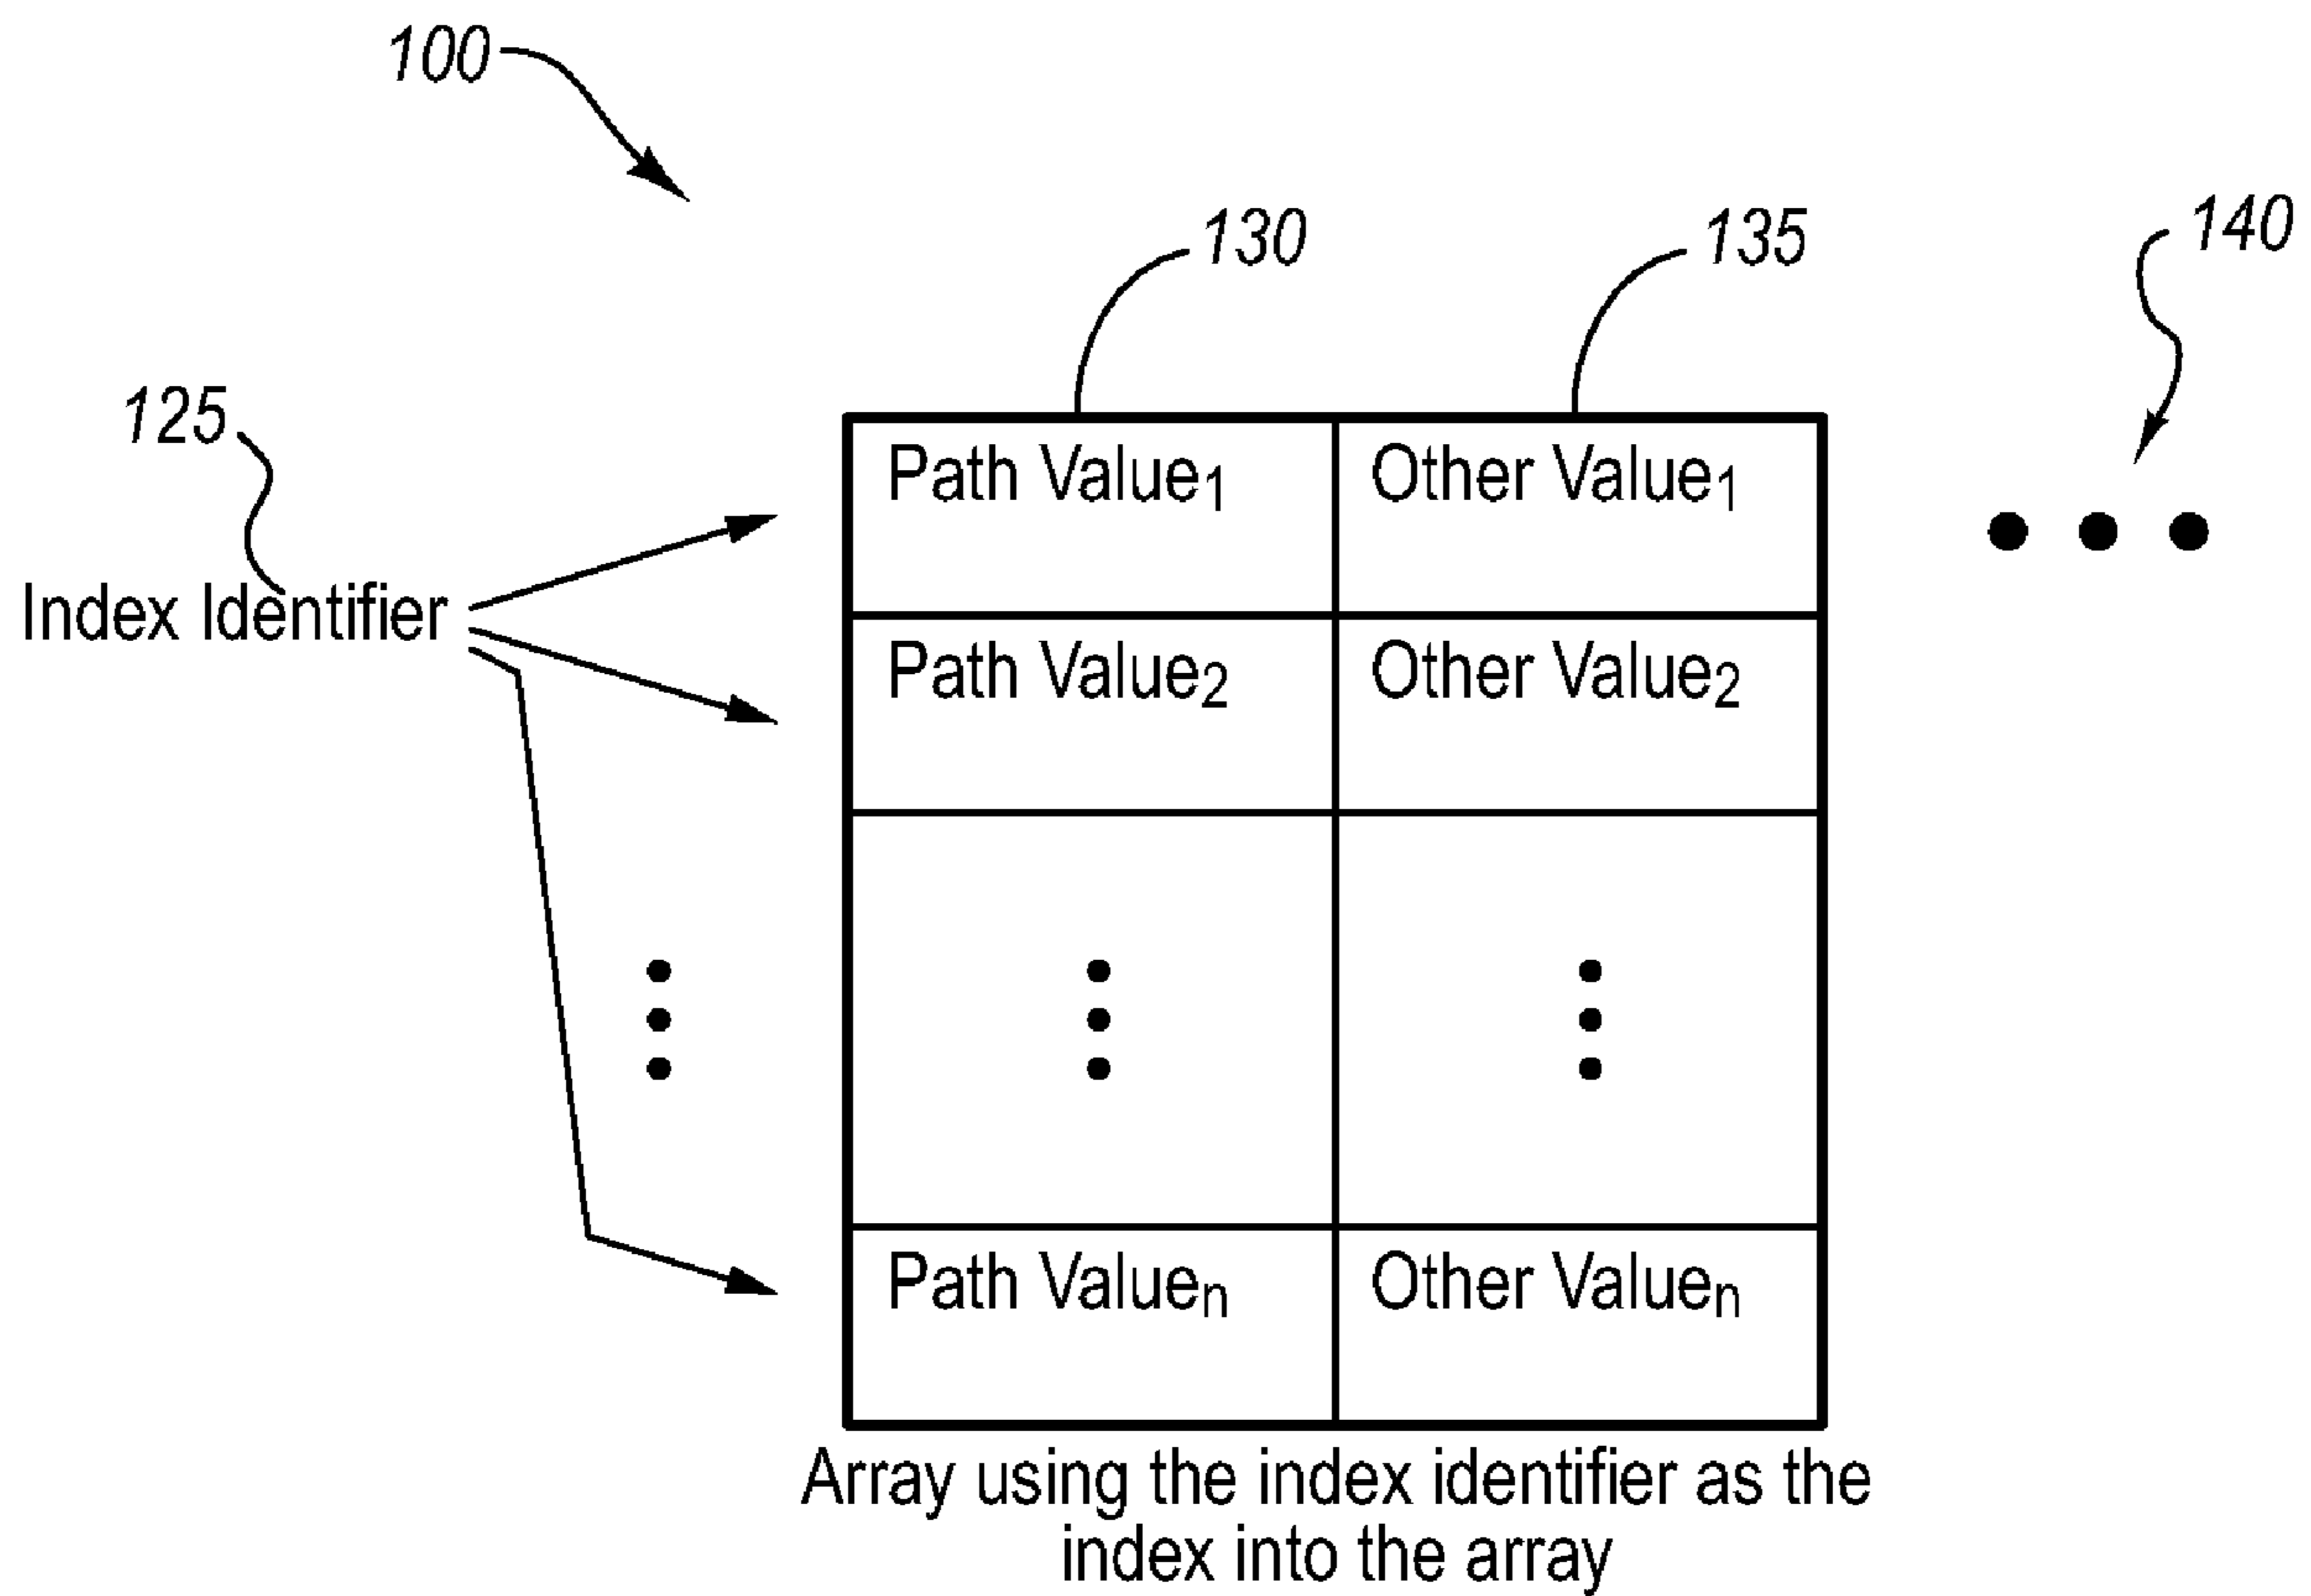 100
130
135
140
125
Path Value1
Other Value1
Index Identifier
Path Value2
Other Value2
Path Valuen
Other Valuen
Array using the index identifier as the
index into the array